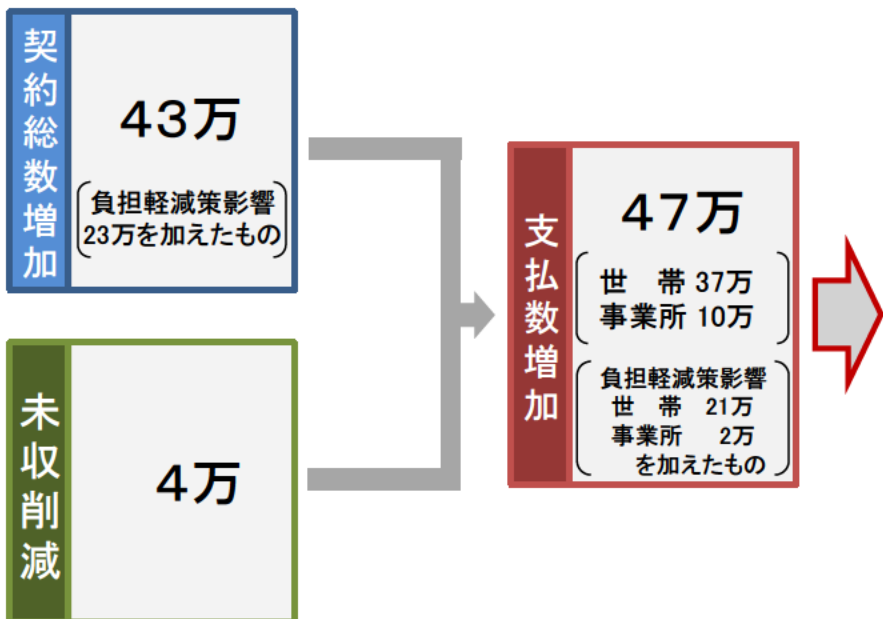 契約総数増加
43万
負担軽減策影響
23万を加えたもの
未収削減
4万
支払数増加
47万
世　帯 37万
事業所 10万
負担軽減策影響
世　帯　21万
事業所　2万
を加えたもの